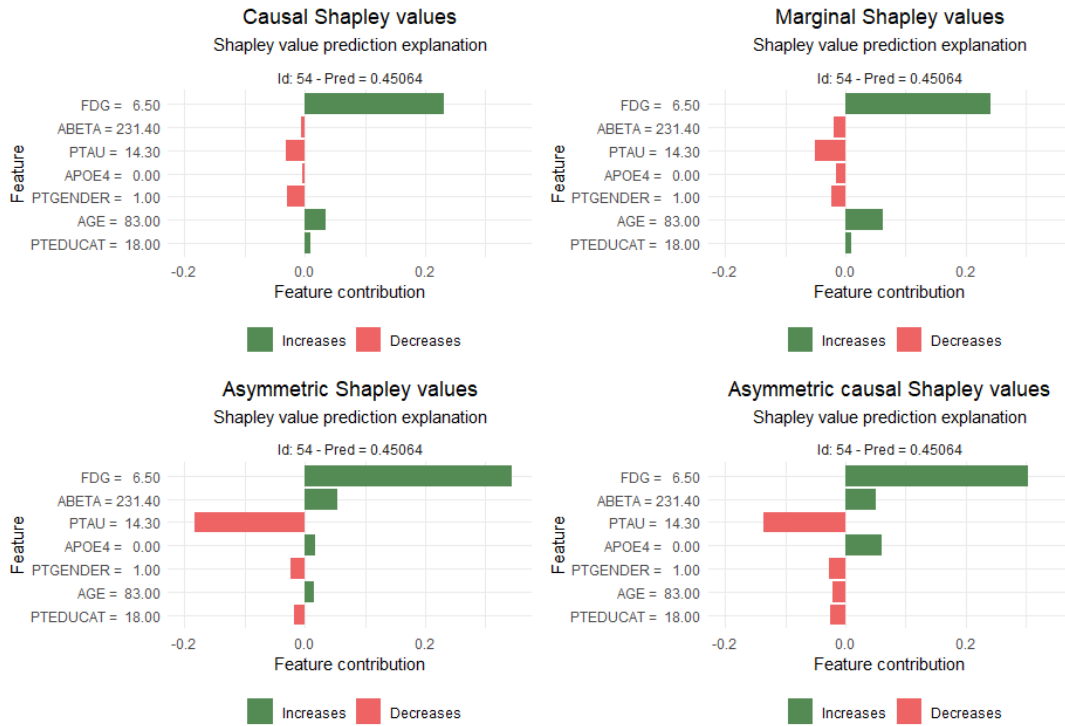 Causal Shapley values
Shapley value prediction explanation
Id: 54 - Pred = 0.45064
Feature
FDG = 6.50
ABETA = 231.40
PTAU = 14.30
APOE4 = 0.00
PTGENDER = 1.00
AGE = 83.00
PTEDUCAT = 18.00
-0.2 0.0 0.2
Feature contribution
Increases Decreases
Marginal Shapley values
Shapley value prediction explanation
Id: 54 - Pred = 0.45064
Feature
FDG = 6.50
ABETA = 231.40
PTAU = 14.30
APOE4 = 0.00
PTGENDER = 1.00
AGE = 83.00
PTEDUCAT = 18.00
-0.2 0.0 0.2
Feature contribution
Increases Decreases
Asymmetric Shapley values
Shapley value prediction explanation
Id: 54 - Pred = 0.45064
Feature
FDG = 6.50
ABETA = 231.40
PTAU = 14.30
APOE4 = 0.00
PTGENDER = 1.00
AGE = 83.00
PTEDUCAT = 18.00
-0.2 0.0 0.2
Feature contribution
Increases Decreases
Asymmetric causal Shapley values
Shapley value prediction explanation
Id: 54 - Pred = 0.45064
Feature
FDG = 6.50
ABETA = 231.40
PTAU = 14.30
APOE4 = 0.00
PTGENDER = 1.00
AGE = 83.00
PTEDUCAT = 18.00
-0.2 0.0 0.2
Feature contribution
Increases Decreases